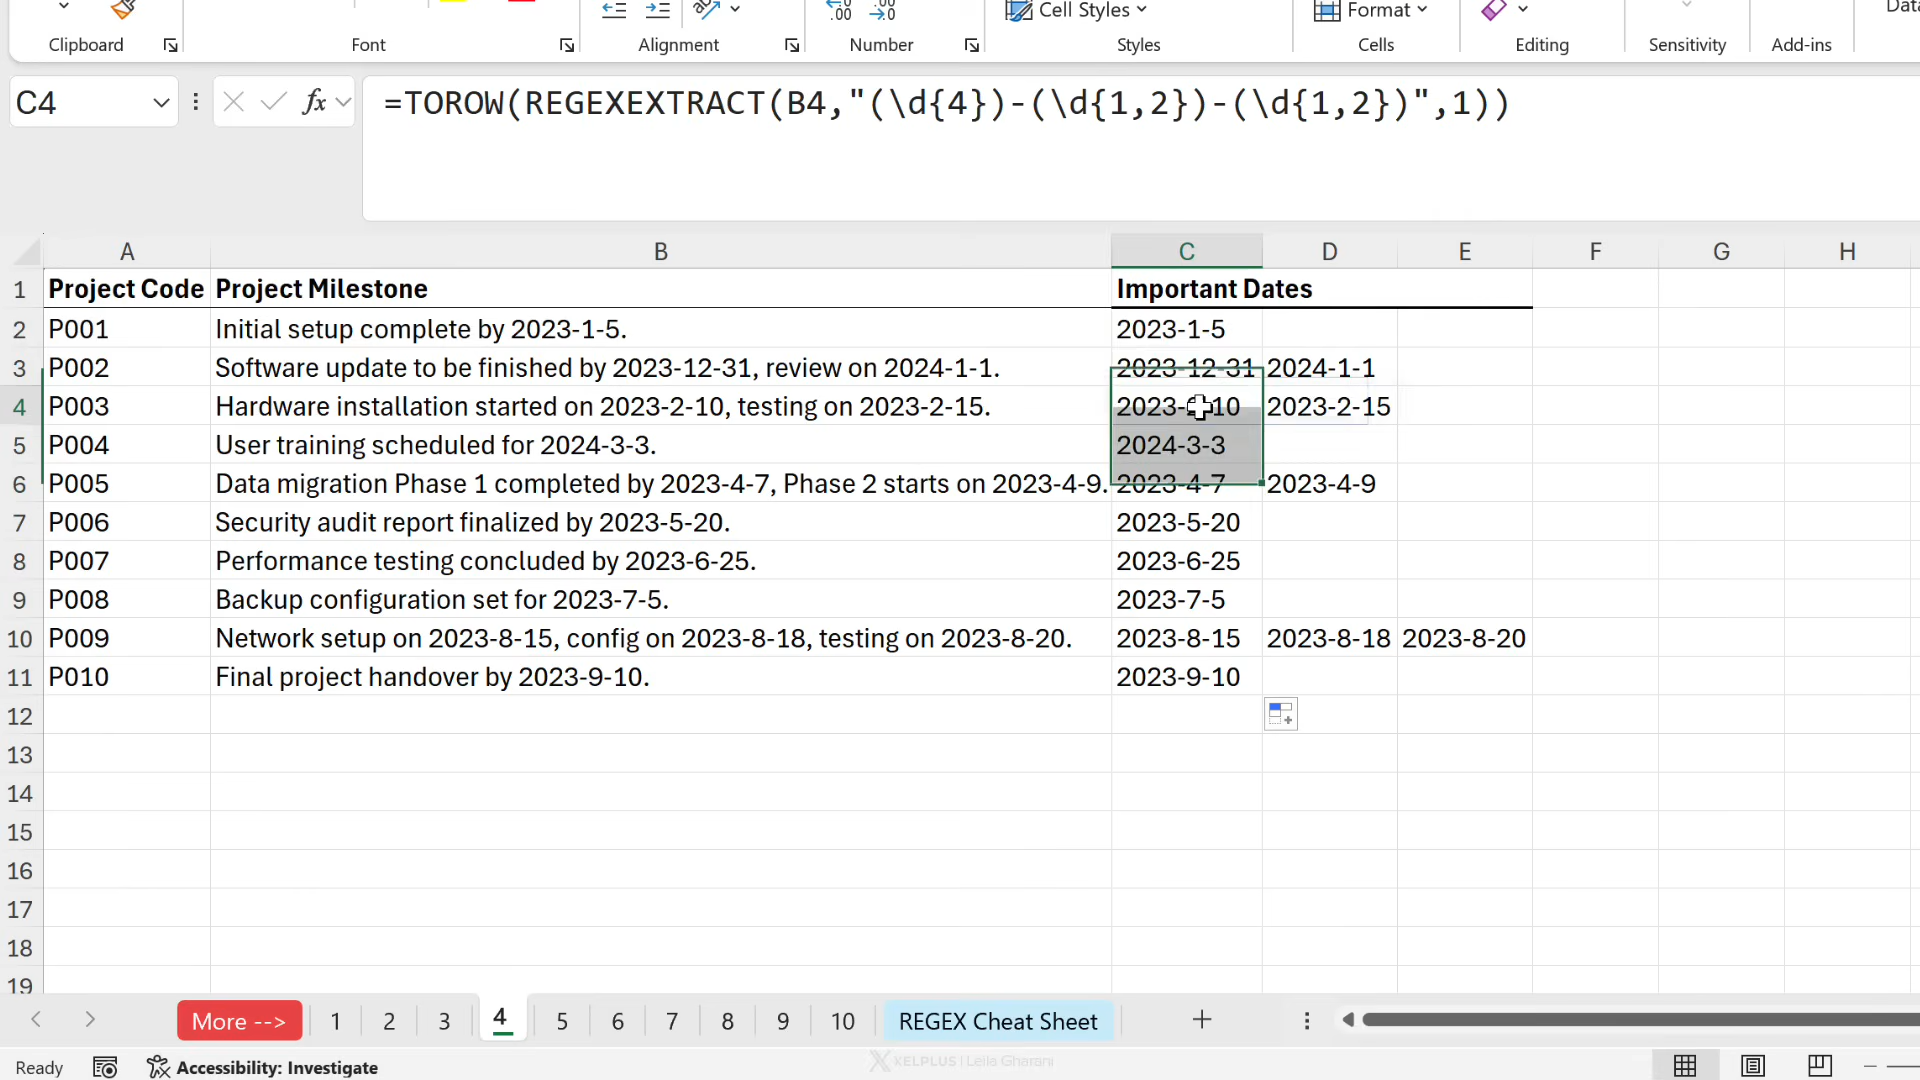 Cell Styles
Format
Data
Clipboard Font Alignment Number Styles Cells Editing Sensitivity Add-ins
C4 fx =TOROW(REGEXEXTRACT(B4,"(\d{4})-(\d{1,2})-(\d{1,2})",1))
A B C D E F G H
1 Project Code Project Milestone Important Dates
2 P001 Initial setup complete by 2023-1-5. 2023-1-5
3 P002 Software update to be finished by 2023-12-31, review on 2024-1-1. 2023-12-31 2024-1-1
4 P003 Hardware installation started on 2023-2-10, testing on 2023-2-15. 2023-2-10 2023-2-15
5 P004 User training scheduled for 2024-3-3. 2024-3-3
6 P005 Data migration Phase 1 completed by 2023-4-7, Phase 2 starts on 2023-4-9. 2023-4-7 2023-4-9
7 P006 Security audit report finalized by 2023-5-20. 2023-5-20
8 P007 Performance testing concluded by 2023-6-25. 2023-6-25
9 P008 Backup configuration set for 2023-7-5. 2023-7-5
10 P009 Network setup on 2023-8-15, config on 2023-8-18, testing on 2023-8-20. 2023-8-15 2023-8-18 2023-8-20
11 P010 Final project handover by 2023-9-10. 2023-9-10
12
13
14
15
16
17
18
19
More --> 1 2 3 4 5 6 7 8 9 10 REGEX Cheat Sheet
Ready Accessibility: Investigate XELPLUS | Leila Gharani